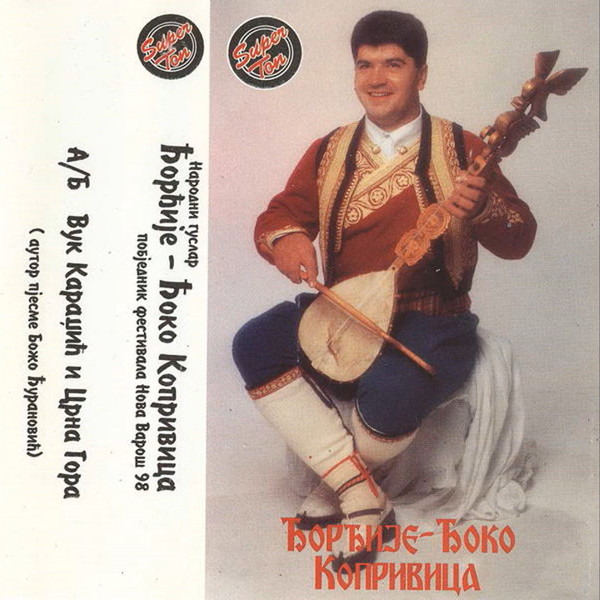 Super
Ton
Super
Ton
Народни гуслар
Ђорђије - Ђоко Копривица
побједник фестивала Нова Варош 98
А/Б Вук Караџић и Црна Гора
( аутор пјесме Божо Ђурановић)
ЂОРЂИЈЕ-ЂОКО
КОПРИВИЦА